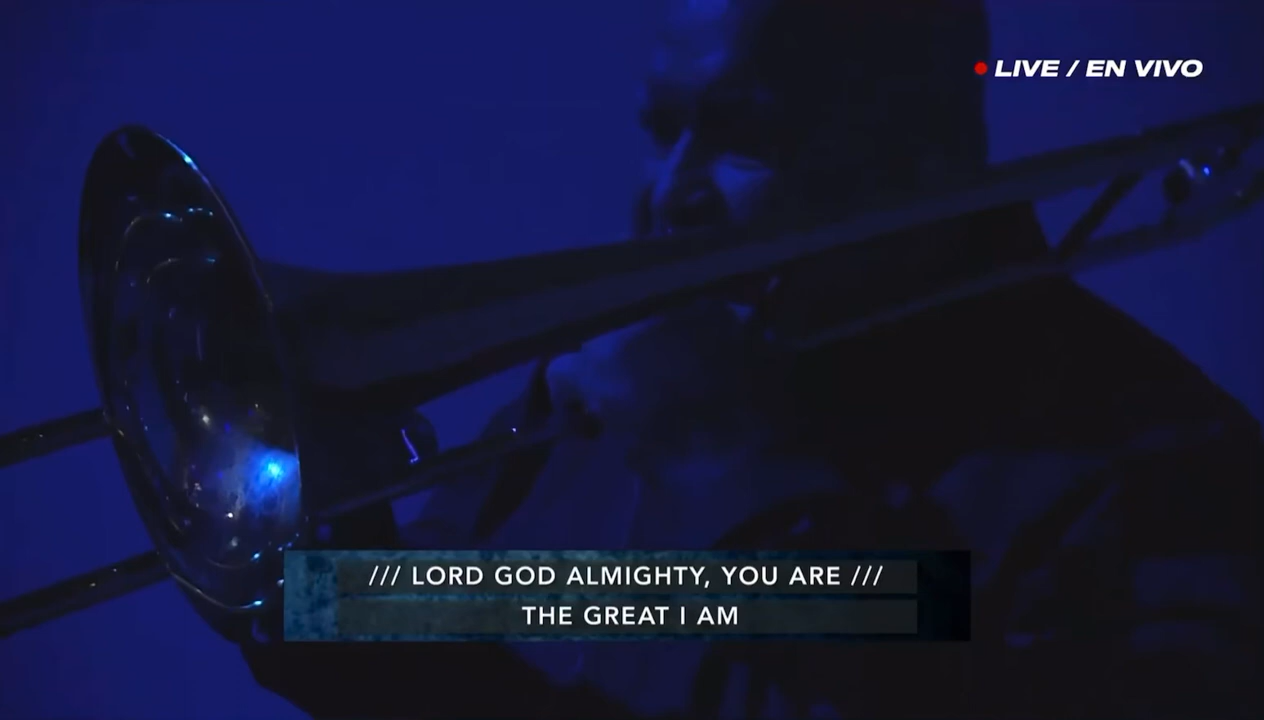 LIVE / EN VIVO
/// LORD GOD ALMIGHTY, YOU ARE ///
THE GREAT I AM